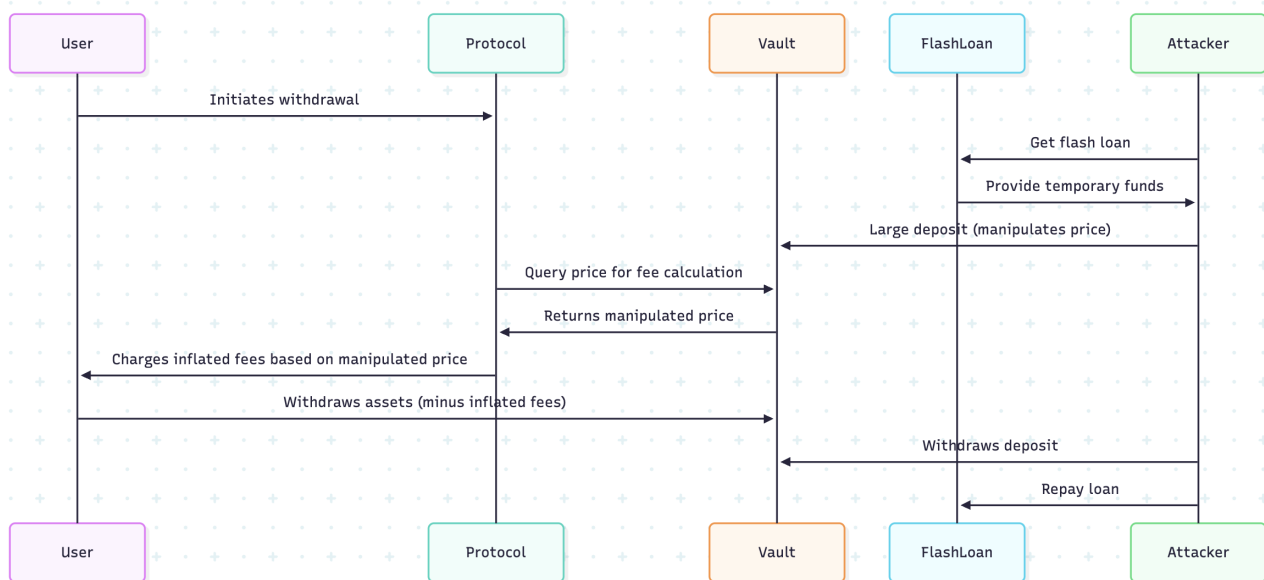 User
Protocol
Vault
FlashLoan
Attacker
Initiates withdrawal
Get flash loan
Provide temporary funds
Large deposit (manipulates price)
Query price for fee calculation
Returns manipulated price
Charges inflated fees based on manipulated price
Withdraws assets (minus inflated fees)
Withdraws deposit
Repay loan
User
Protocol
Vault
FlashLoan
Attacker